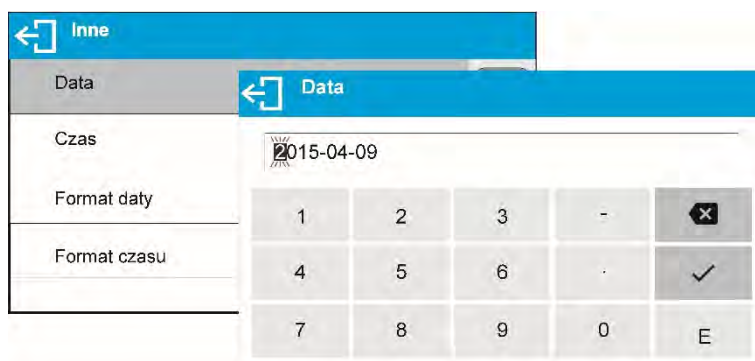 Inne
Data
Czas
Format daty
Format czasu
Data
2015-04-09
1 2 3 -
4 5 6 .
7 8 9 0 E